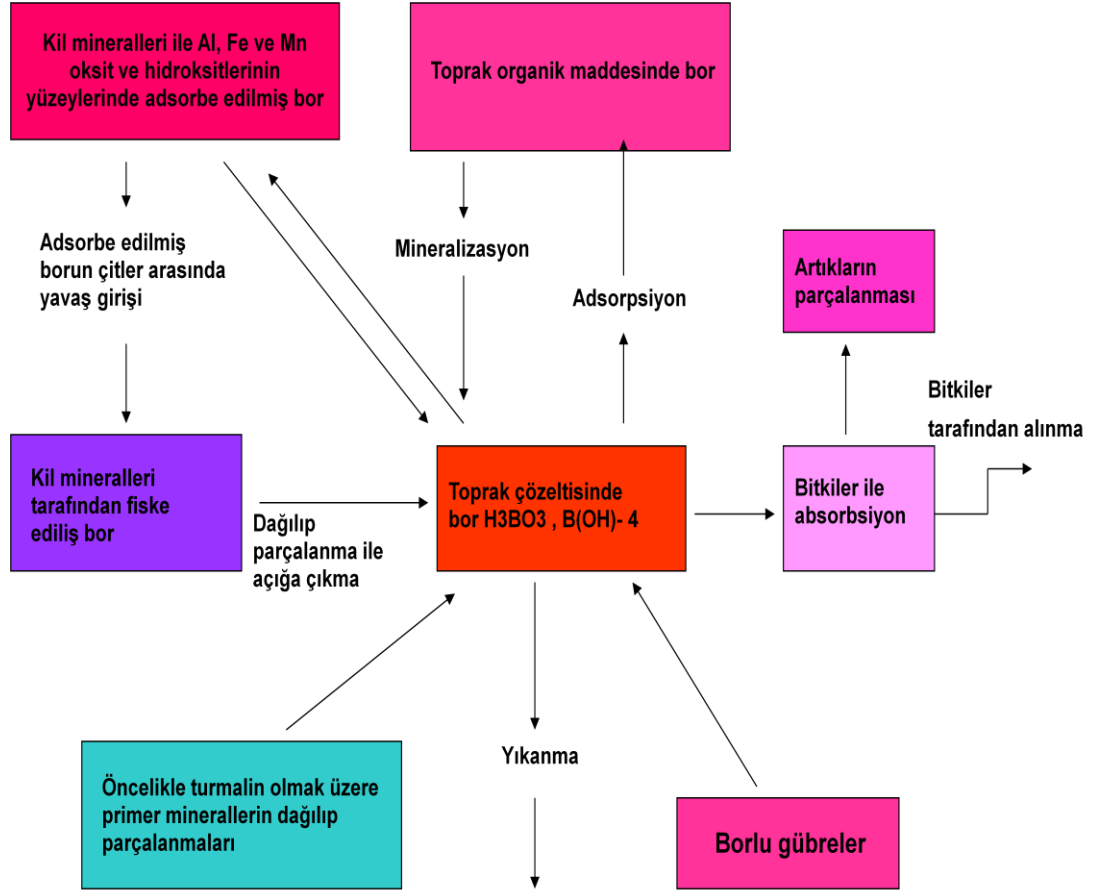 Kil mineralleri ile Al, Fe ve Mn
oksit ve hidroksitlerinin
yüzeylerinde adsorbe edilmiş bor
Toprak organik maddesinde bor
Adsorbe edilmiş
borun çitler arasında
yavaş girişi
Mineralizasyon
Adsorpsiyon
Artıkların
parçalanması
Bitkiler
tarafından alınma
Kil mineralleri
tarafından fiske
ediliş bor
Dağılıp
parçalanma ile
açığa çıkma
Toprak çözeltisinde
bor H3BO3 , B(OH)- 4
Bitkiler ile
absorbsiyon
Öncelikle turmalin olmak üzere
primer minerallerin dağılıp
parçalanmaları
Yıkanma
Borlu gübreler